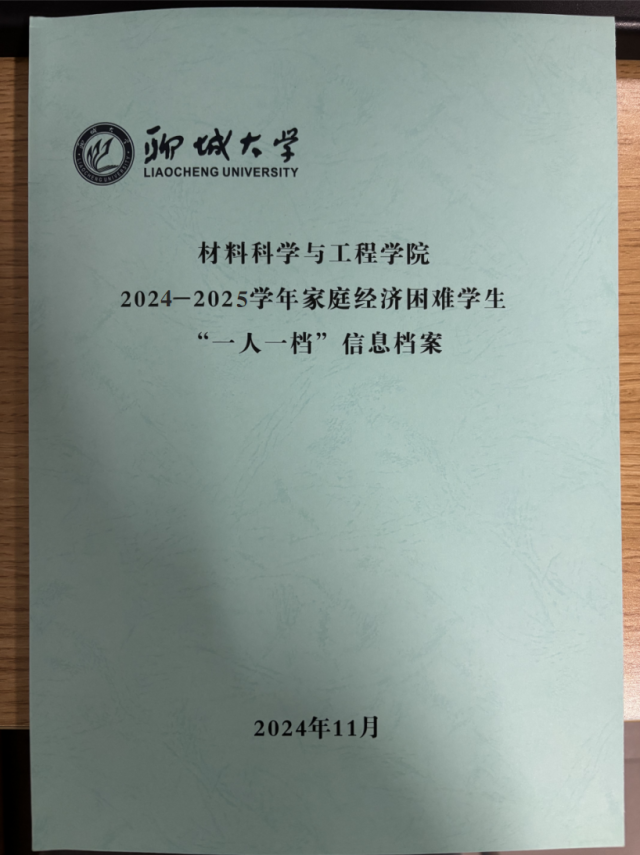 聊城大学
LIAOCHENG UNIVERSITY
材料科学与工程学院
2024—2025学年家庭经济困难学生
“一人一档”信息档案
2024年11月